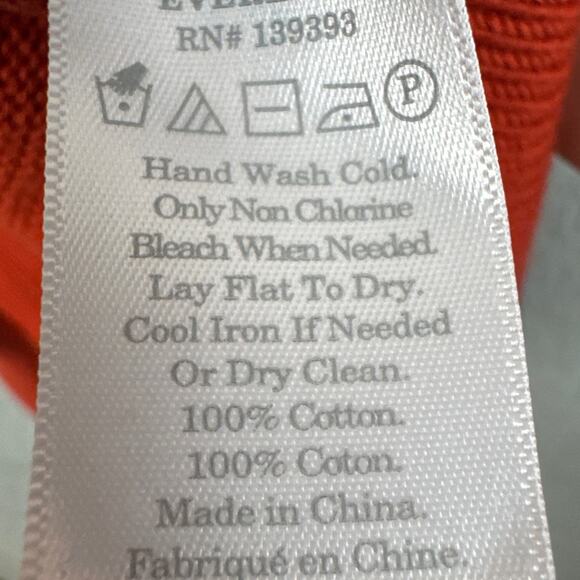 RN# 139393
P
Hand Wash Cold.
Only Non Chlorine
Bleach When Needed.
Lay Flat To Dry.
Cool Iron If Needed
Or Dry Clean.
100% Cotton.
100% Coton.
Made in China.
Fabriqué en Chine.